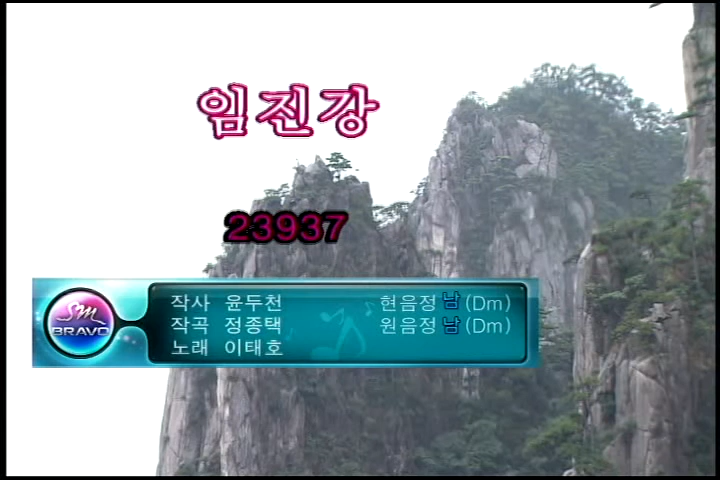 임진강
23937
SM
BRAVO
작사 윤두천 현음정 남(Dm)
작곡 정종택 원음정 남(Dm)
노래 이태호